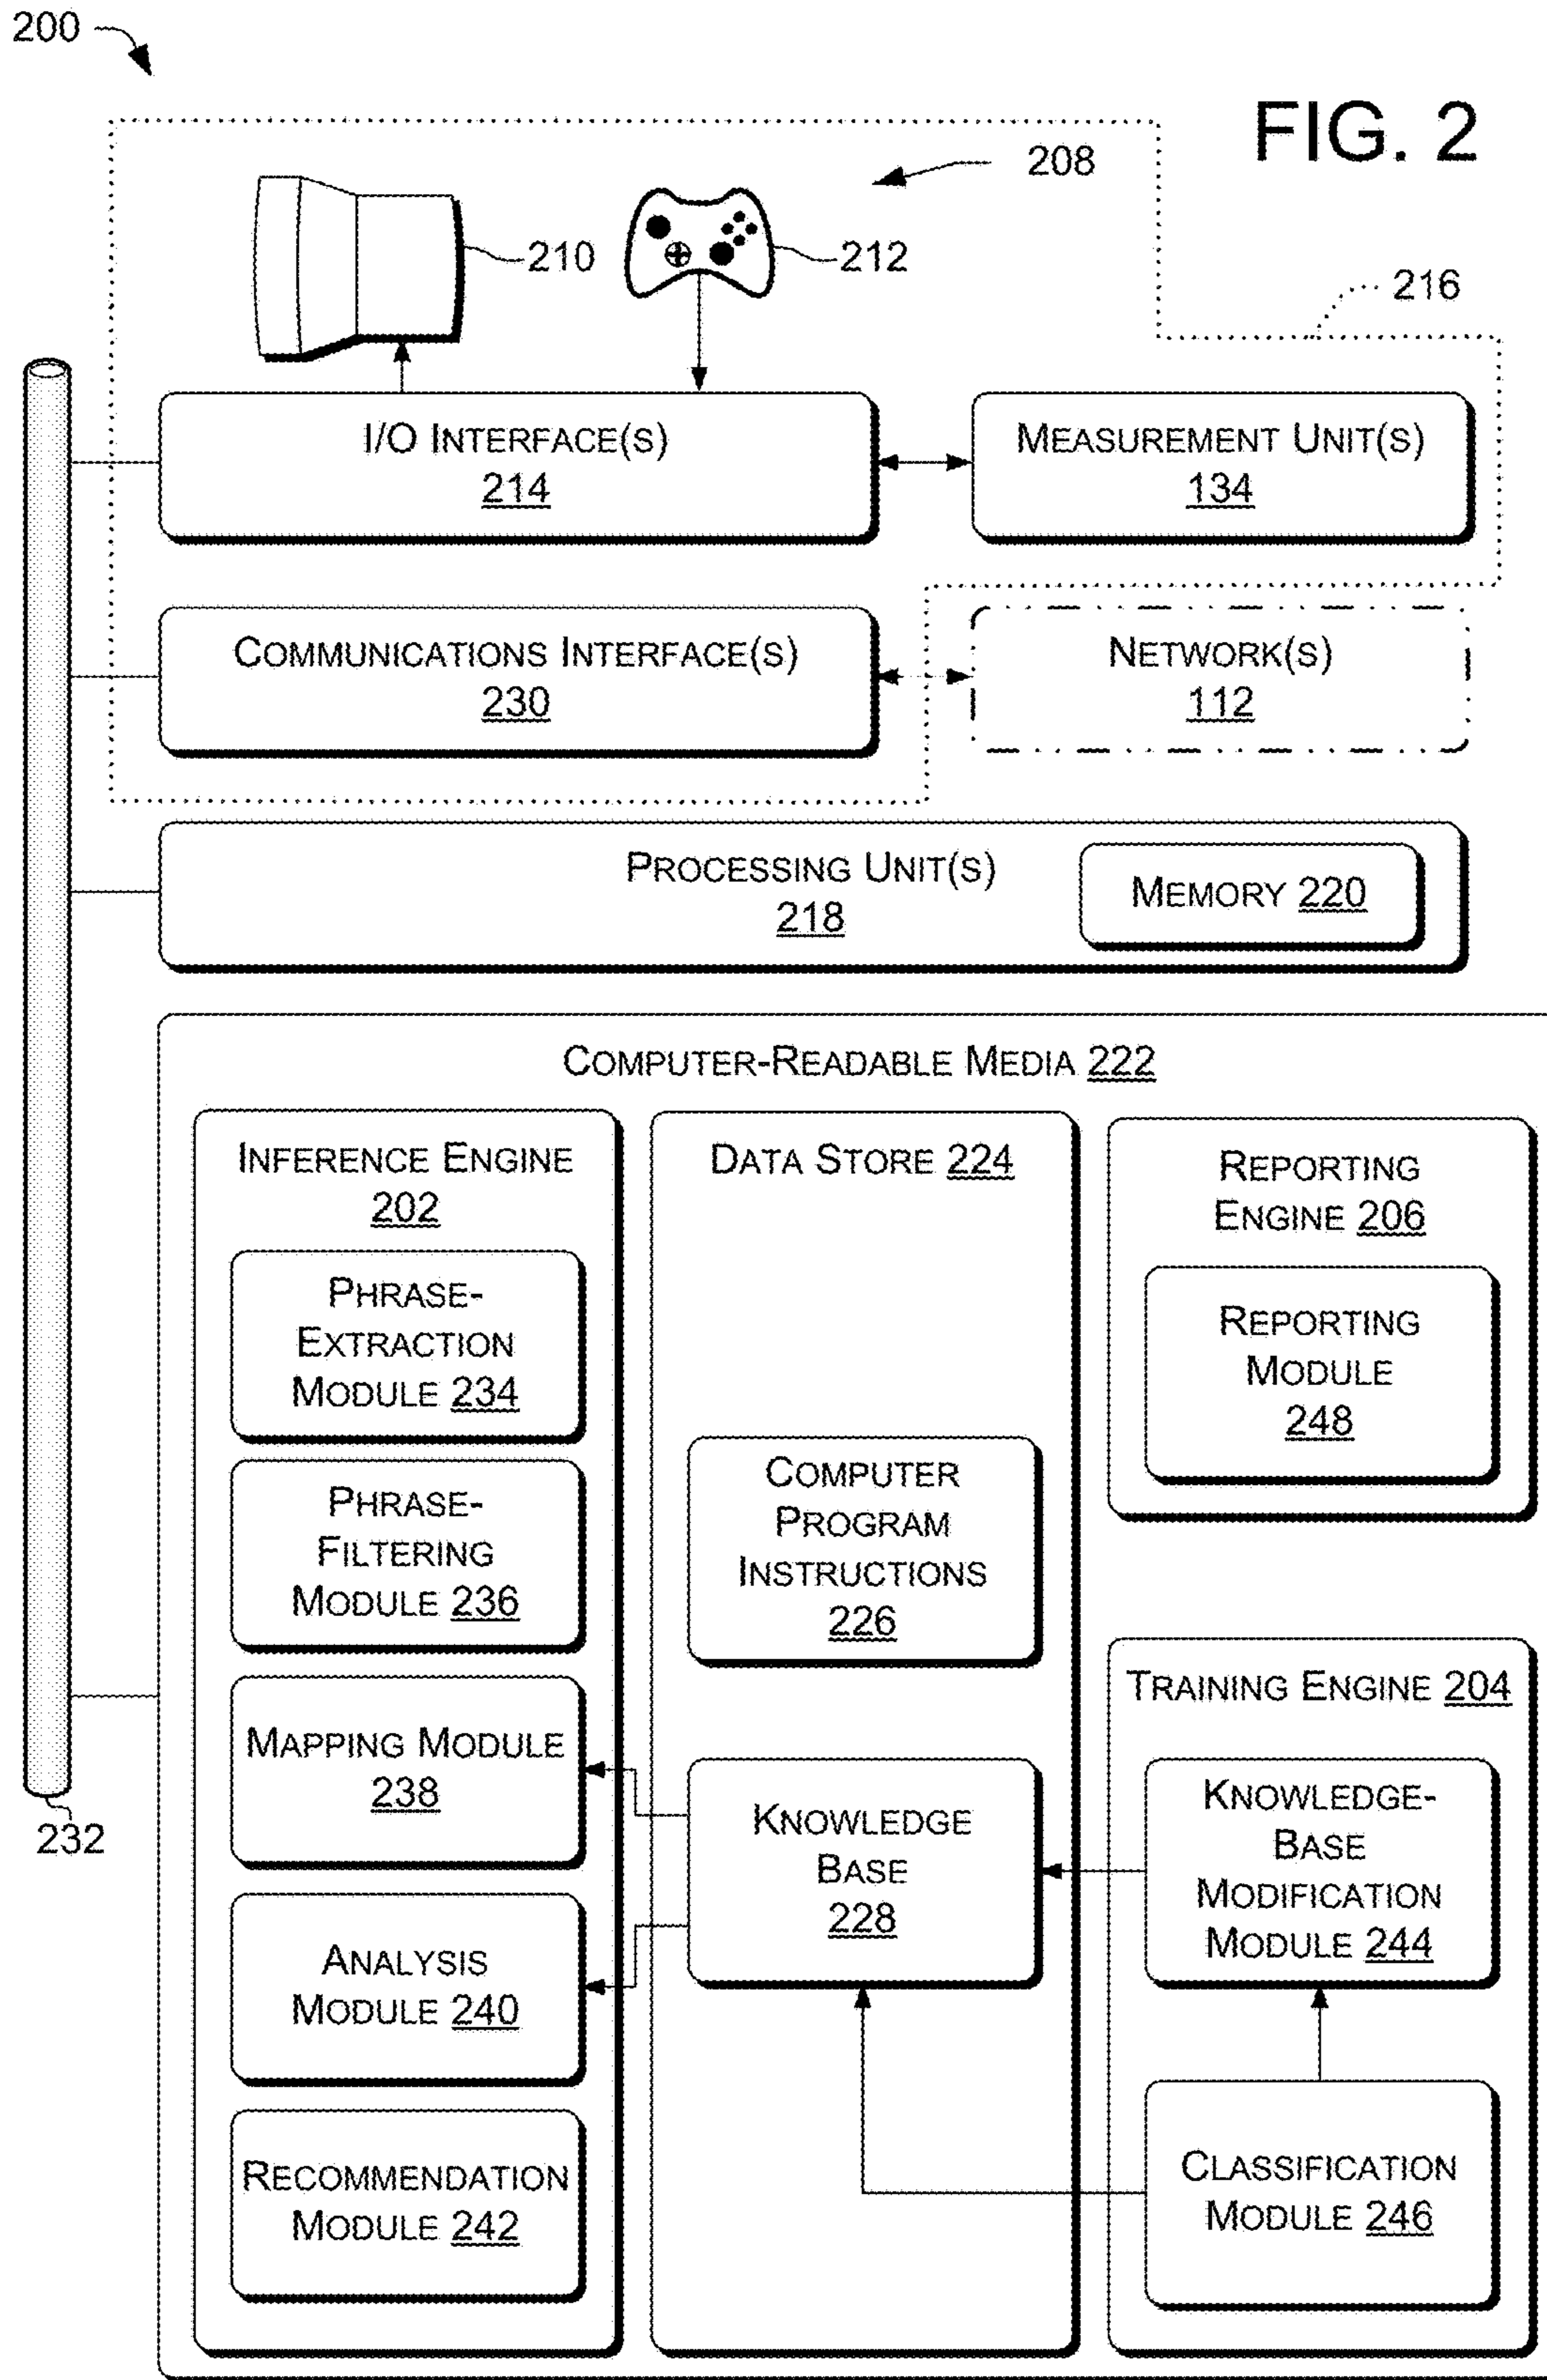 200
FIG. 2
208
210
212
216
I/O INTERFACE(S)
214
MEASUREMENT UNIT(S)
134
COMMUNICATIONS INTERFACE(S)
230
NETWORK(S)
112
PROCESSING UNIT(S)
218
MEMORY 220
COMPUTER-READABLE MEDIA 222
INFERENCE ENGINE
202
PHRASE-
EXTRACTION
MODULE 234
PHRASE-
FILTERING
MODULE 236
MAPPING MODULE
238
ANALYSIS
MODULE 240
RECOMMENDATION
MODULE 242
DATA STORE 224
COMPUTER
PROGRAM
INSTRUCTIONS
226
KNOWLEDGE
BASE
228
REPORTING
ENGINE 206
REPORTING
MODULE
248
TRAINING ENGINE 204
KNOWLEDGE-
BASE
MODIFICATION
MODULE 244
CLASSIFICATION
MODULE 246
232